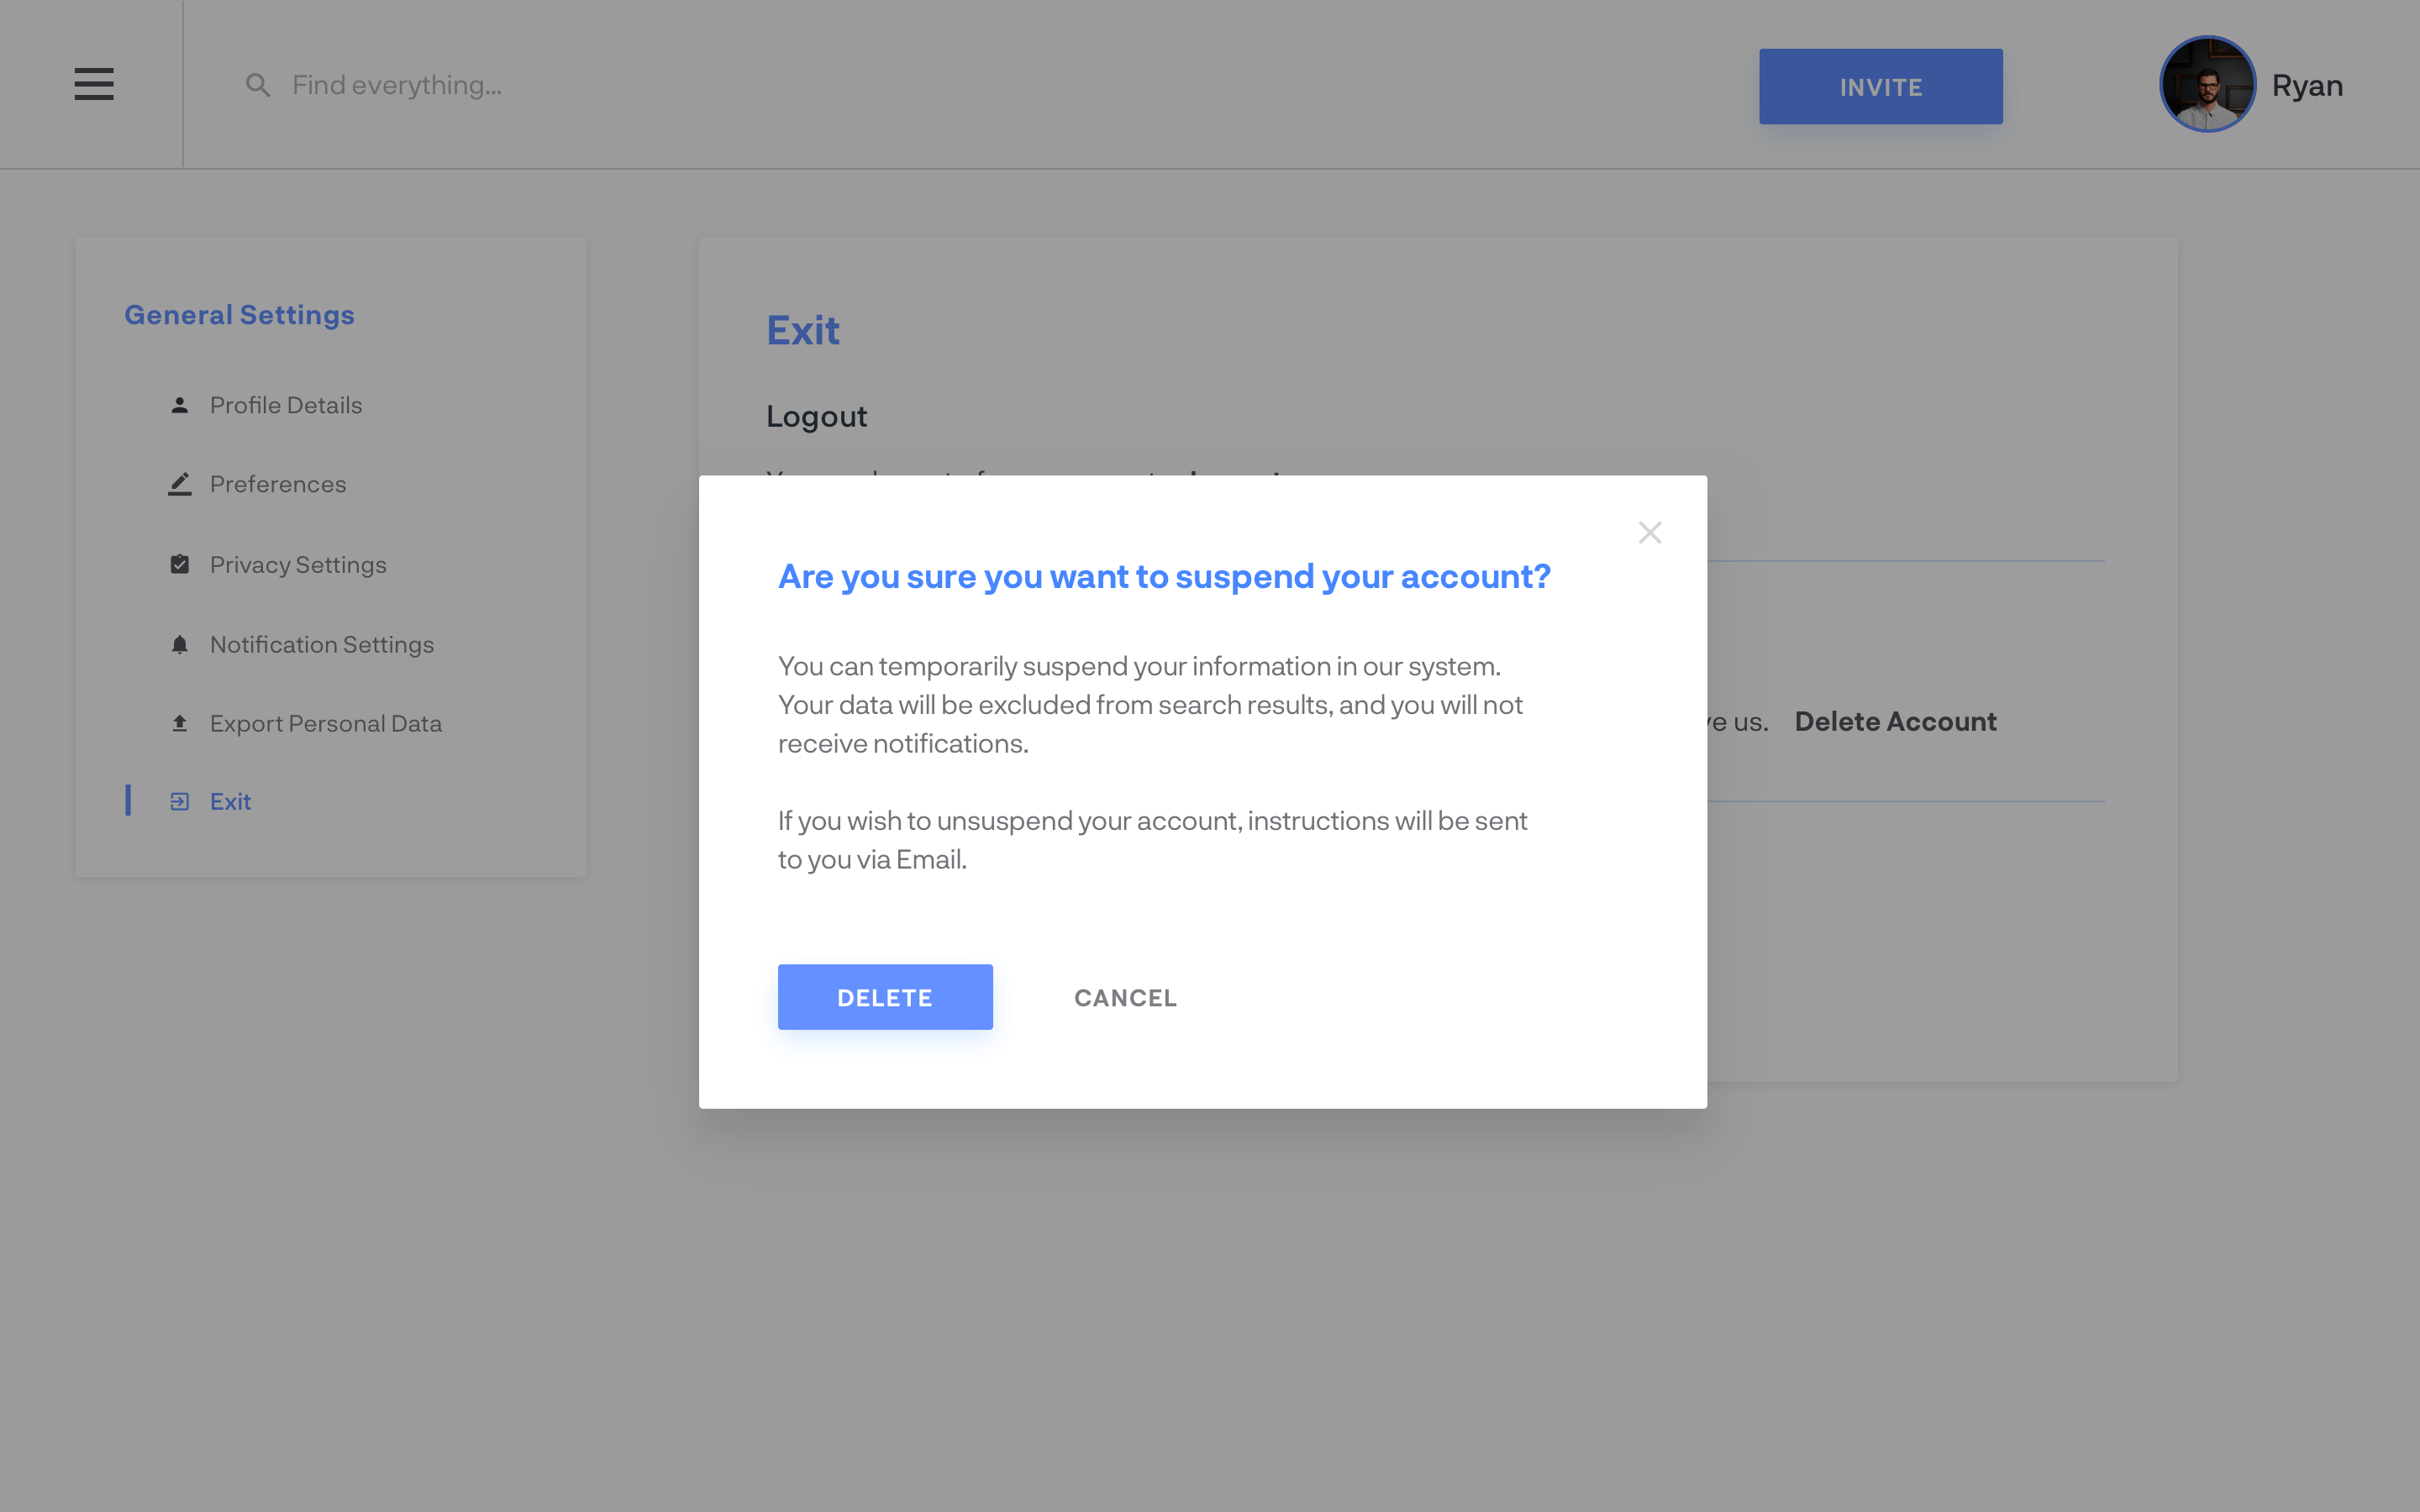 Find everything...
INVITE
Ryan
General Settings
Profile Details
Preferences
Privacy Settings
Notification Settings
Export Personal Data
Exit
Exit
Logout
us. Delete Account
Are you sure you want to suspend your account?
You can temporarily suspend your information in our system.
Your data will be excluded from search results, and you will not
receive notifications.
If you wish to unsuspend your account, instructions will be sent
to you via Email.
DELETE
CANCEL